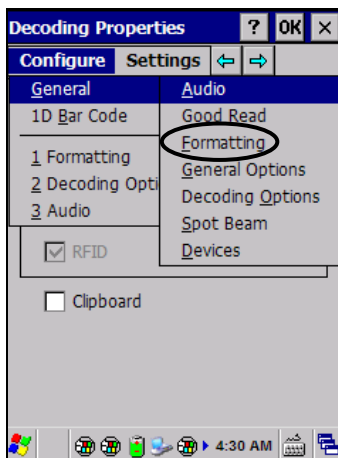 Decoding Properties ? OK ×
Configure Settings
General
1D Bar Code
1 Formatting
2 Decoding Opti
3 Audio
Audio
Good Read
Formatting
General Options
Decoding Options
Spot Beam
Devices
RFID
Clipboard
4:30 AM